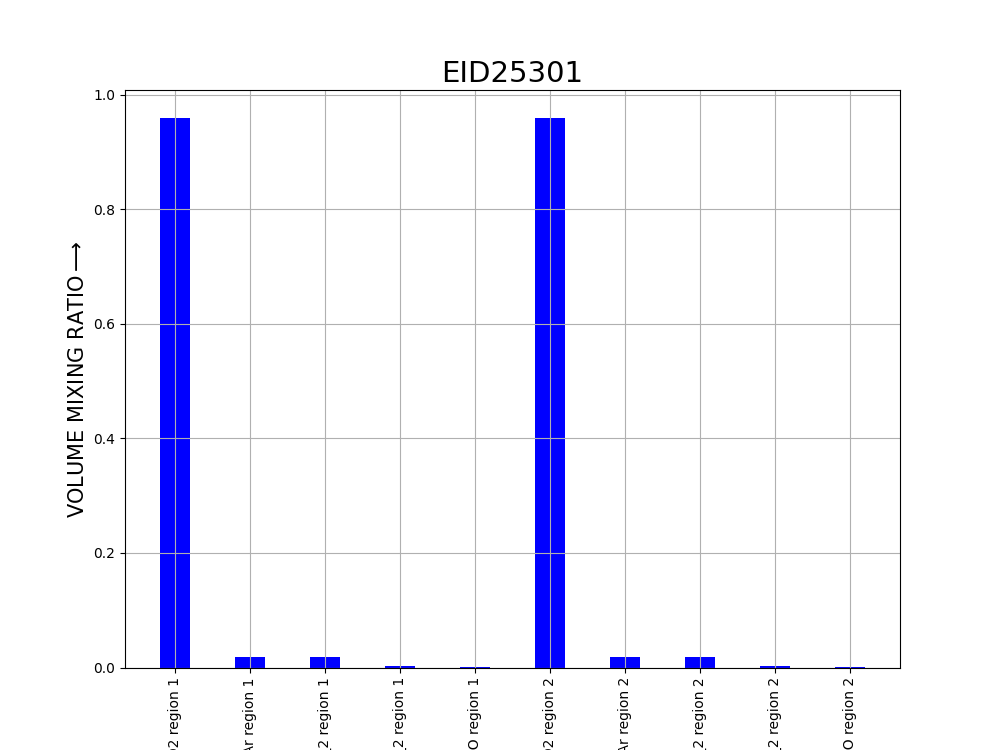 EID25301
VOLUME MIXING RATIO ⟶
1.0
0.8
0.6
0.4
0.2
0.0
region 1
Ar region 1
region 1
region 1
region 1
region 2
Ar region 2
region 2
region 2
region 2